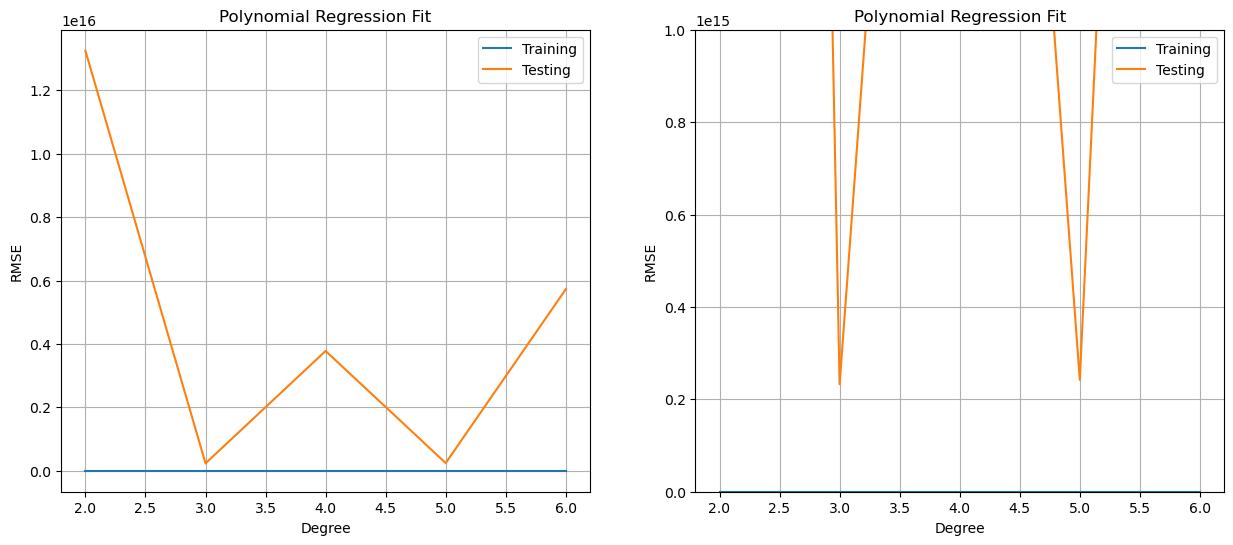 Polynomial Regression Fit
1e16
Training
Testing
1.2
1.0
0.8
0.6
0.4
0.2
0.0
RMSE
2.0 2.5 3.0 3.5 4.0 4.5 5.0 5.5 6.0
Degree
Polynomial Regression Fit
1e15
Training
Testing
1.0
0.8
0.6
0.4
0.2
0.0
RMSE
2.0 2.5 3.0 3.5 4.0 4.5 5.0 5.5 6.0
Degree